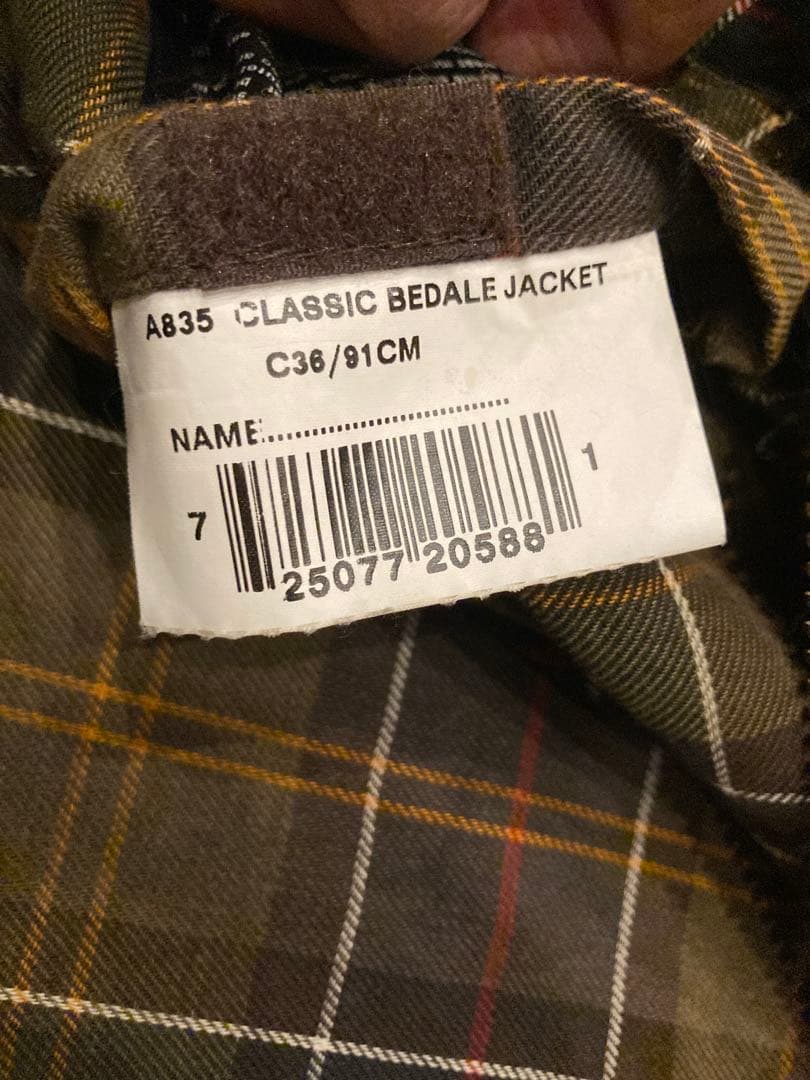 A835 CLASSIC BEDALE JACKET
C36/91CM
NAME:..............................
7 25077 20588 1